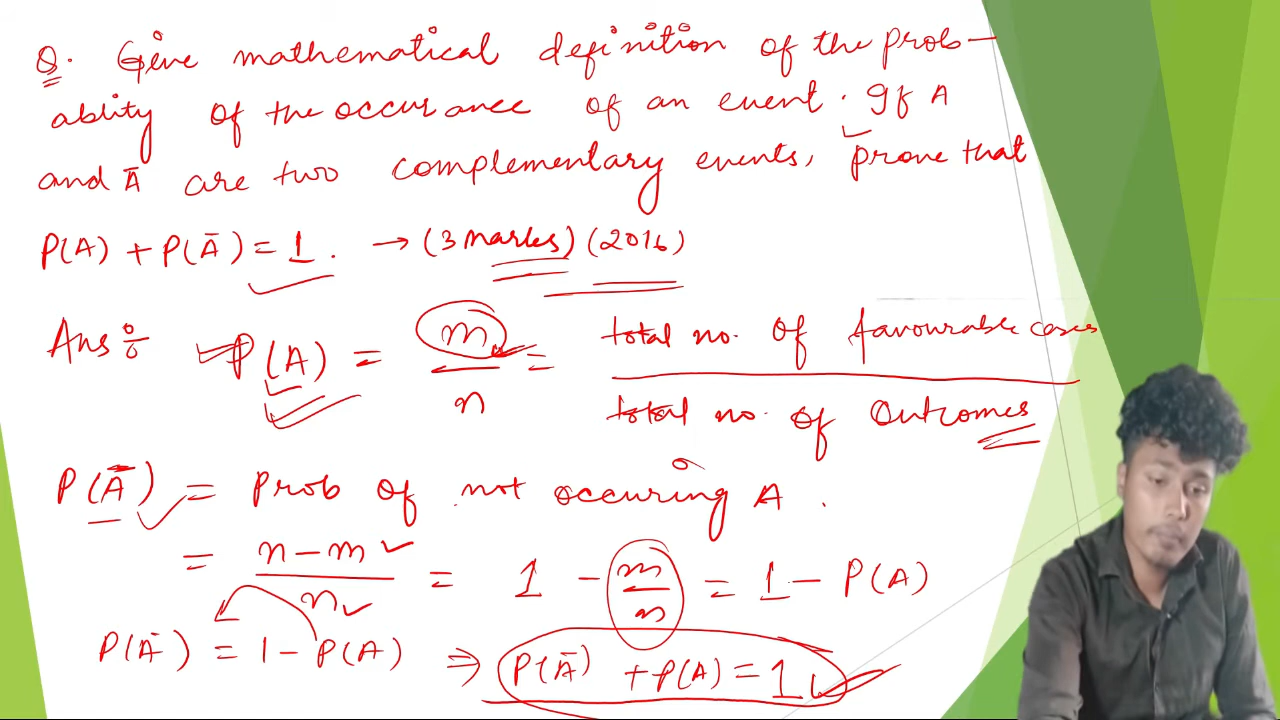 Q. Give mathematical definition of the prob-
ablity of the occurance of an event. If A
and Ā are two complementary events, prove that
P(A) + P(Ā) = 1. → (3 marks) (2016)
Ans: P(A) = m/n = total no. of favourable cases / total no. of outcomes
P(Ā) = Prob of not occuring A.
= n-m/n = 1 - m/n = 1 - P(A)
P(Ā) = 1 - P(A) ⇒ P(Ā) + P(A) = 1